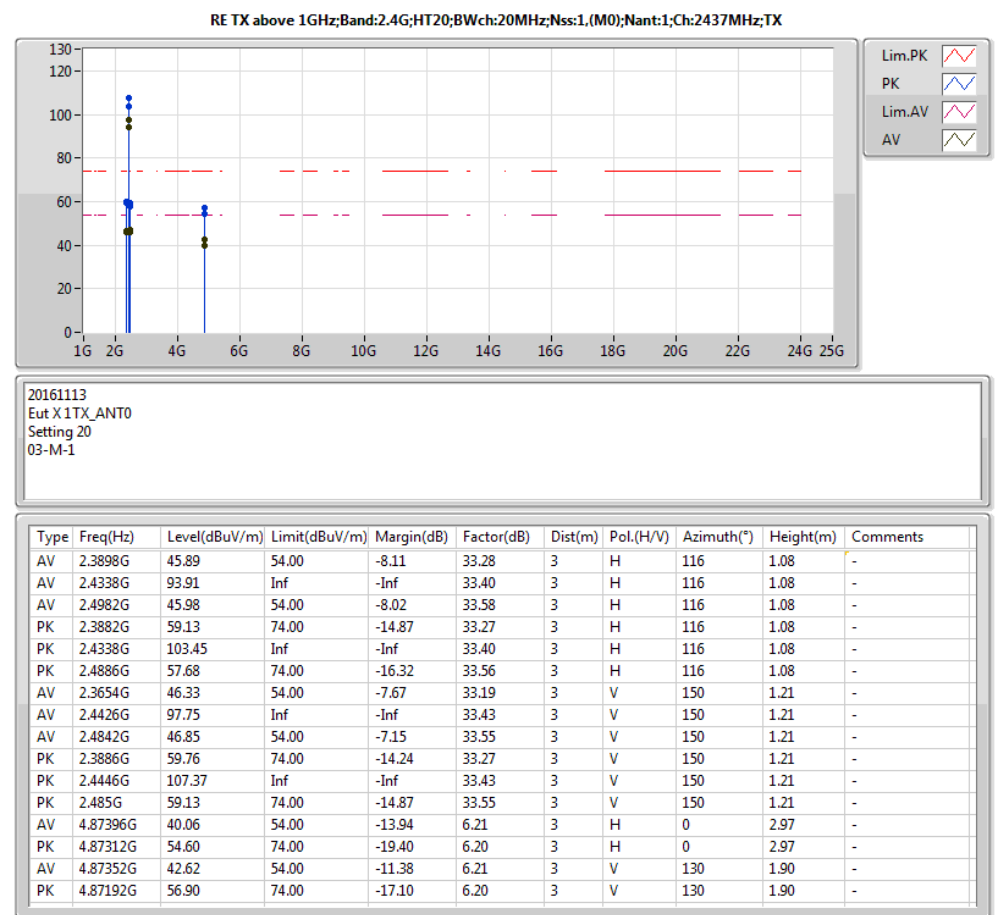 RE TX above 1GHz;Band:2.4G;HT20;BWch:20MHz;Nss:1,(M0);Nant:1;Ch:2437MHz;TX
130
120
100
80
60
40
20
0
1G 2G 4G 6G 8G 10G 12G 14G 16G 18G 20G 22G 24G 25G
Lim.PK
PK
Lim.AV
AV
20161113
Eut X 1TX_ANT0
Setting 20
03-M-1
Type Freq(Hz) Level(dBuV/m) Limit(dBuV/m) Margin(dB) Factor(dB) Dist(m) Pol.(H/V) Azimuth(°) Height(m) Comments
AV 2.3898G 45.89 54.00 -8.11 33.28 3 H 116 1.08 -
AV 2.4338G 93.91 Inf -Inf 33.40 3 H 116 1.08 -
AV 2.4982G 45.98 54.00 -8.02 33.58 3 H 116 1.08 -
PK 2.3882G 59.13 74.00 -14.87 33.27 3 H 116 1.08 -
PK 2.4338G 103.45 Inf -Inf 33.40 3 H 116 1.08 -
PK 2.4886G 57.68 74.00 -16.32 33.56 3 H 116 1.08 -
AV 2.3654G 46.33 54.00 -7.67 33.19 3 V 150 1.21 -
AV 2.4426G 97.75 Inf -Inf 33.43 3 V 150 1.21 -
AV 2.4842G 46.85 54.00 -7.15 33.55 3 V 150 1.21 -
PK 2.3886G 59.76 74.00 -14.24 33.27 3 V 150 1.21 -
PK 2.4446G 107.37 Inf -Inf 33.43 3 V 150 1.21 -
PK 2.485G 59.13 74.00 -14.87 33.55 3 V 150 1.21 -
AV 4.87396G 40.06 54.00 -13.94 6.21 3 H 0 2.97 -
PK 4.87312G 54.60 74.00 -19.40 6.20 3 H 0 2.97 -
AV 4.87352G 42.62 54.00 -11.38 6.21 3 V 130 1.90 -
PK 4.87192G 56.90 74.00 -17.10 6.20 3 V 130 1.90 -